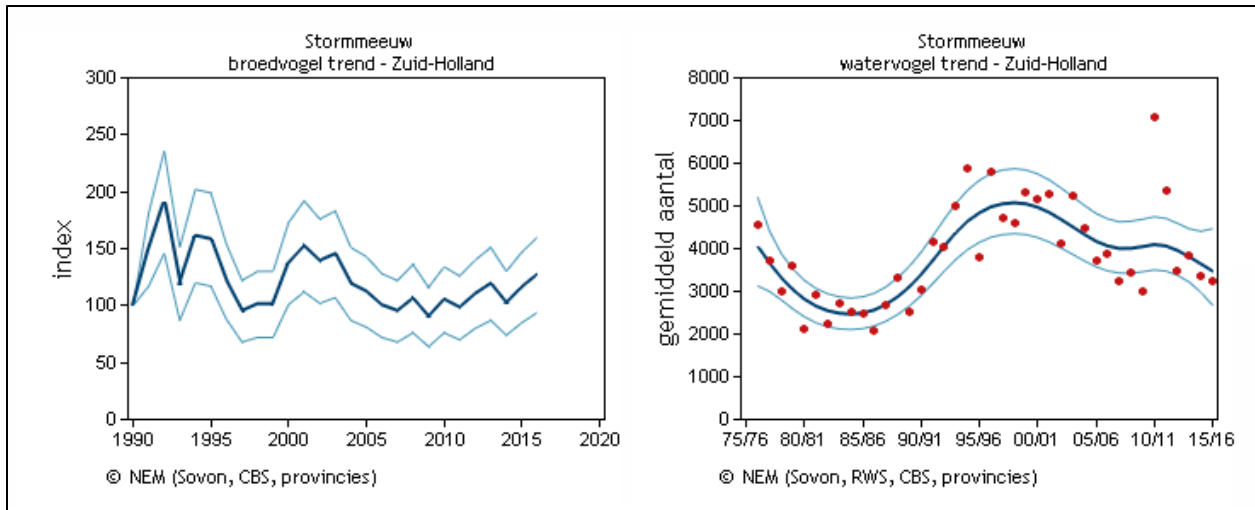 Stormmeeuw
broedvogel trend - Zuid-Holland
300
250
200
150
100
50
0
index
1990 1995 2000 2005 2010 2015 2020
© NEM (Sovon, CBS, provincies)
Stormmeeuw
watervogel trend - Zuid-Holland
8000
7000
6000
5000
4000
3000
2000
1000
0
gemiddeld aantal
75/76 80/81 85/86 90/91 95/96 00/01 05/06 10/11 15/16
© NEM (Sovon, RWS, CBS, provincies)